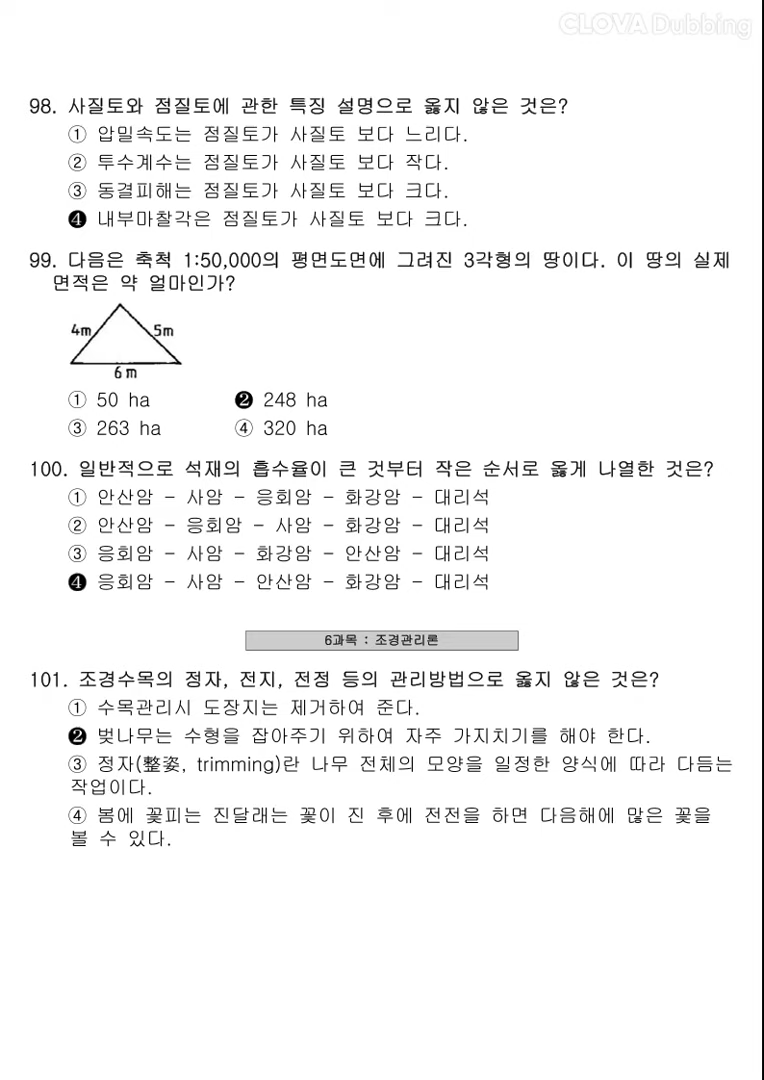 CLOVA Dubbing
98. 사질토와 점질토에 관한 특징 설명으로 옳지 않은 것은?
① 압밀속도는 점질토가 사질토 보다 느리다.
② 투수계수는 점질토가 사질토 보다 작다.
③ 동결피해는 점질토가 사질토 보다 크다.
❹ 내부마찰각은 점질토가 사질토 보다 크다.
99. 다음은 축척 1:50,000의 평면도면에 그려진 3각형의 땅이다. 이 땅의 실제
면적은 약 얼마인가?
4m 5m
6 m
① 50 ha ❷ 248 ha
③ 263 ha ④ 320 ha
100. 일반적으로 석재의 흡수율이 큰 것부터 작은 순서로 옳게 나열한 것은?
① 안산암 - 사암 - 응회암 - 화강암 - 대리석
② 안산암 - 응회암 - 사암 - 화강암 - 대리석
③ 응회암 - 사암 - 화강암 - 안산암 - 대리석
❹ 응회암 - 사암 - 안산암 - 화강암 - 대리석
6과목 : 조경관리론
101. 조경수목의 정자, 전지, 전정 등의 관리방법으로 옳지 않은 것은?
① 수목관리시 도장지는 제거하여 준다.
❷ 벚나무는 수형을 잡아주기 위하여 자주 가지치기를 해야 한다.
③ 정자(整姿, trimming)란 나무 전체의 모양을 일정한 양식에 따라 다듬는
작업이다.
④ 봄에 꽃피는 진달래는 꽃이 진 후에 전전을 하면 다음해에 많은 꽃을
볼 수 있다.